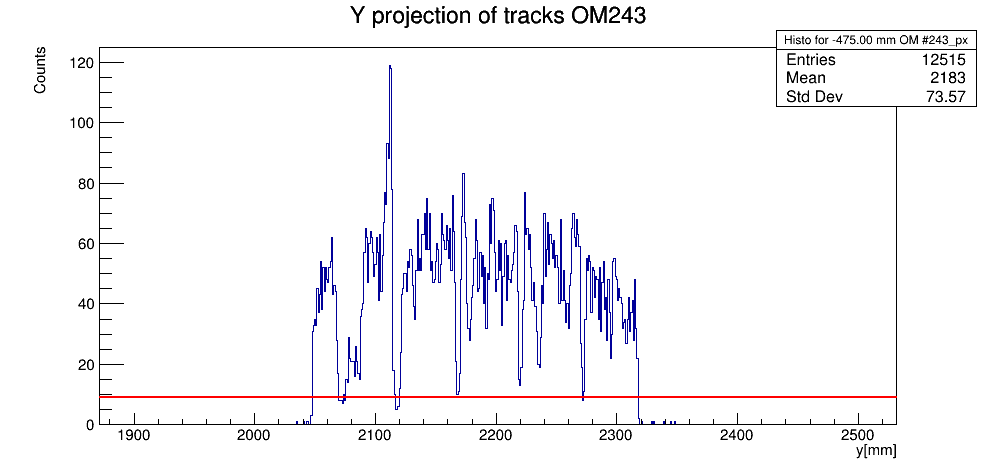 Y projection of tracks OM243
Histo for -475.00 mm OM #243_px
Entries 12515
Mean 2183
Std Dev 73.57
Counts
120
100
80
60
40
20
0
1900 2000 2100 2200 2300 2400 2500
y[mm]